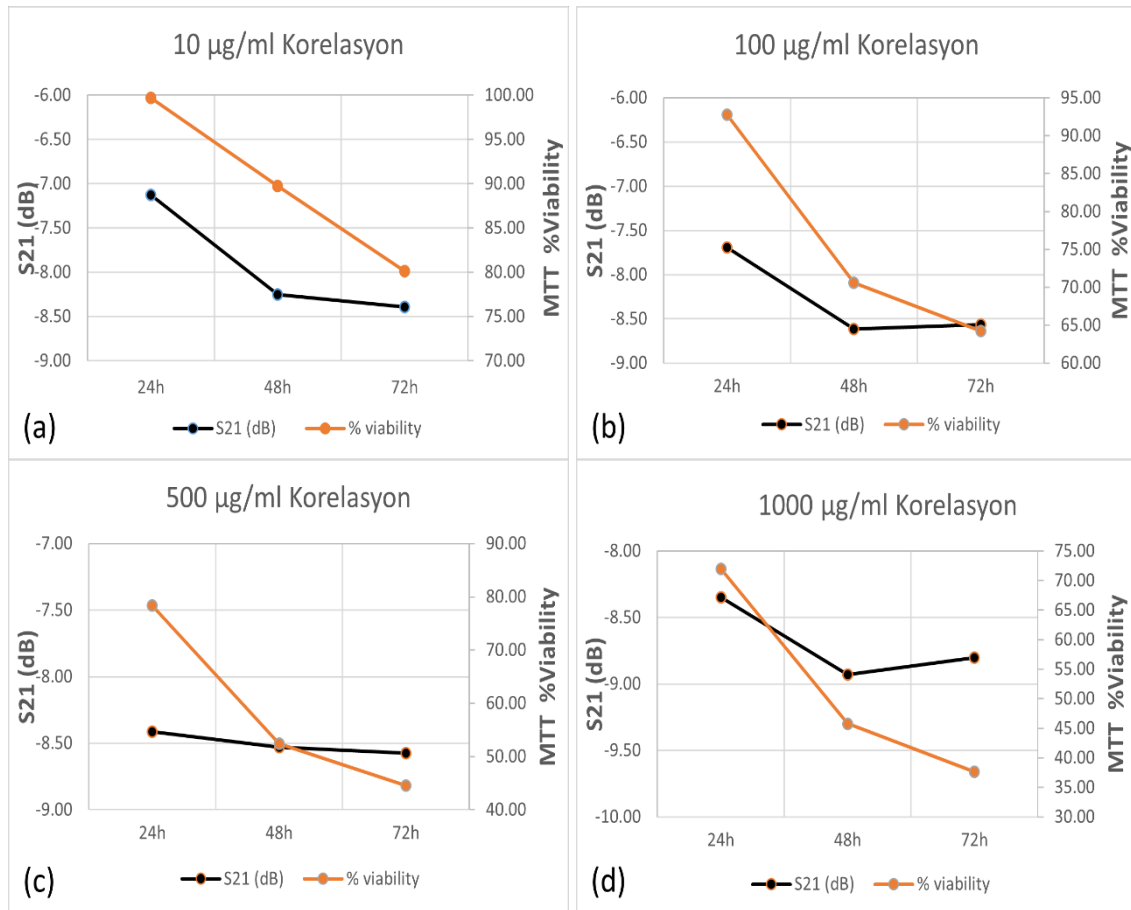 10 µg/ml Korelasyon
-6.00
-6.50
-7.00
-7.50
-8.00
-8.50
-9.00
S21 (dB)
100.00
95.00
90.00
85.00
80.00
75.00
70.00
MTT %Viability
24h 48h 72h
S21 (dB) % viability
(a)
100 µg/ml Korelasyon
-6.00
-6.50
-7.00
-7.50
-8.00
-8.50
-9.00
S21 (dB)
95.00
90.00
85.00
80.00
75.00
70.00
65.00
60.00
MTT %Viability
24h 48h 72h
S21 (dB) % viability
(b)
500 µg/ml Korelasyon
-7.00
-7.50
-8.00
-8.50
-9.00
S21 (dB)
90.00
80.00
70.00
60.00
50.00
40.00
MTT %Viability
24h 48h 72h
S21 (dB) % viability
(c)
1000 µg/ml Korelasyon
-8.00
-8.50
-9.00
-9.50
-10.00
S21 (dB)
75.00
70.00
65.00
60.00
55.00
50.00
45.00
40.00
35.00
30.00
MTT %Viability
24h 48h 72h
S21 (dB) % viability
(d)